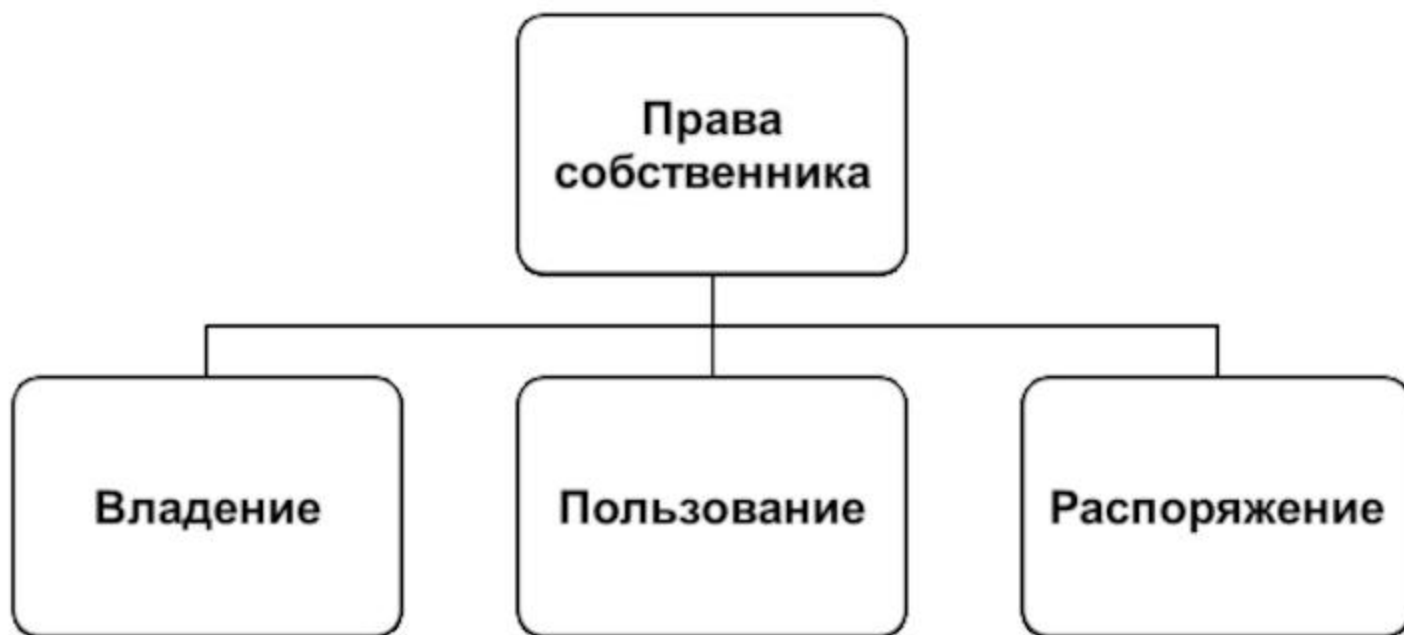 Права
собственника
Владение
Пользование
Распоряжение